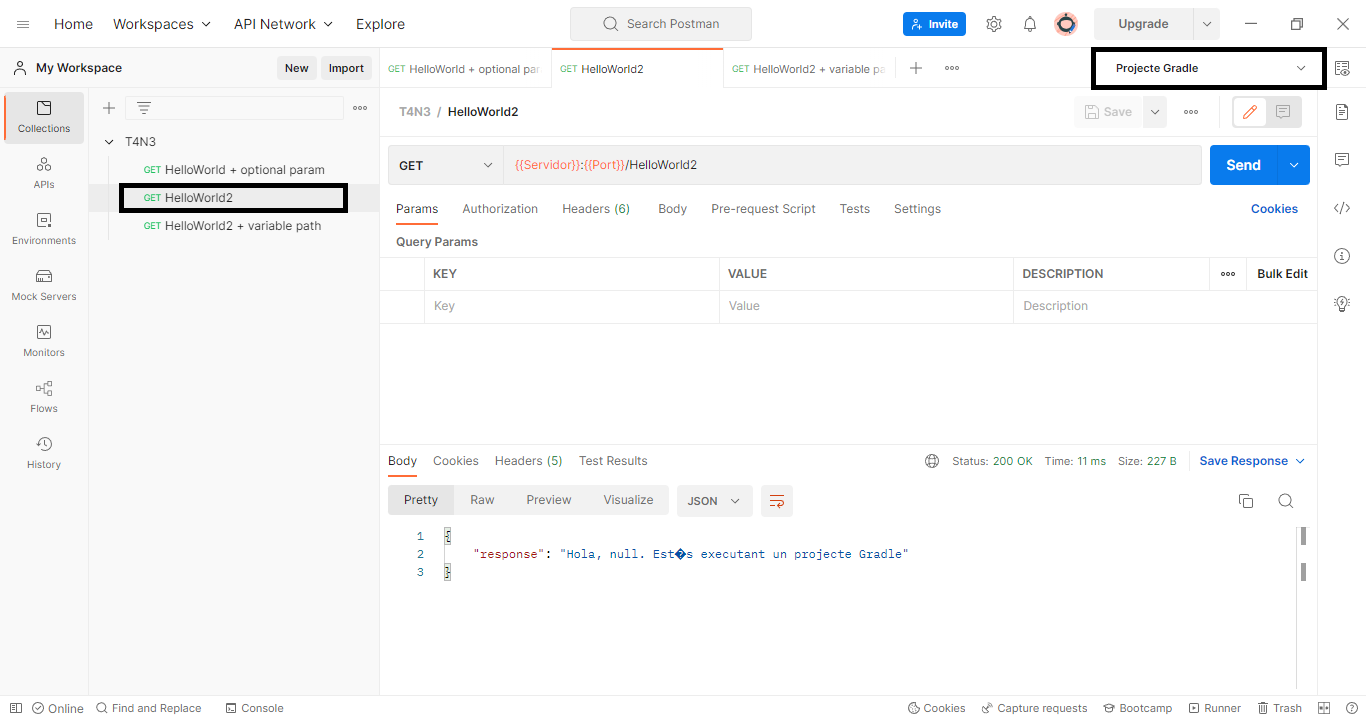 Home Workspaces API Network Explore Search Postman Invite Upgrade
My Workspace New Import GET HelloWorld + optional par GET HelloWorld2 GET HelloWorld2 + variable pa Projecte Gradle
Collections
APIs
Environments
Mock Servers
Monitors
Flows
History
T4N3
GET HelloWorld + optional param
GET HelloWorld2
GET HelloWorld2 + variable path
T4N3 / HelloWorld2 Save
GET {{Servidor}}:{{Port}}/HelloWorld2 Send
Params Authorization Headers (6) Body Pre-request Script Tests Settings Cookies
Query Params
KEY VALUE DESCRIPTION Bulk Edit
Key Value Description
Body Cookies Headers (5) Test Results Status: 200 OK Time: 11 ms Size: 227 B Save Response
Pretty Raw Preview Visualize JSON
1 {
2 "response": "Hola, null. Est�s executant un projecte Gradle"
3 }
Online Find and Replace Console Cookies Capture requests Bootcamp Runner Trash